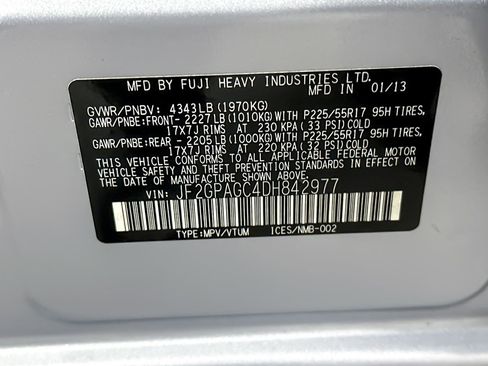 MFD BY FUJI HEAVY INDUSTRIES LTD.
MFD IN 01/13
GVWR/PNBV: 4343LB (1970KG)
GAWR/PNBE:FRONT- 2227LB (1010KG) WITH P225/55R17 95H TIRES,
17X7J RIMS AT 230 KPA (33 PSI) COLD
GAWR/PNBE:REAR - 2205LB (1000KG) WITH P225/55R17 95H TIRES,
17X7J RIMS AT 220 KPA (32 PSI) COLD
THIS VEHICLE CONFORMS TO ALL APPLICABLE FEDERAL MOTOR
VEHICLE SAFETY AND THEFT PREVENTION STANDARDS IN
EFFECT ON THE DATE OF MANUFACTURE SHOWN ABOVE.
VIN: JF2GPAGC4DH842977
TYPE:MPV/VTUM ICES/NMB-002